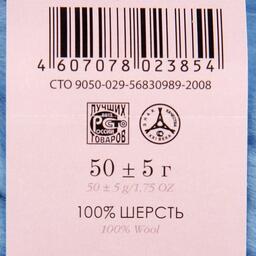 4 607078 023854
СТО 9050-029-56830989-2008
ЛУЧШИХ
ТОВАРОВ
50 ± 5 г
50 ± 5 g/1,75 OZ
100% ШЕРСТЬ
100% Wool